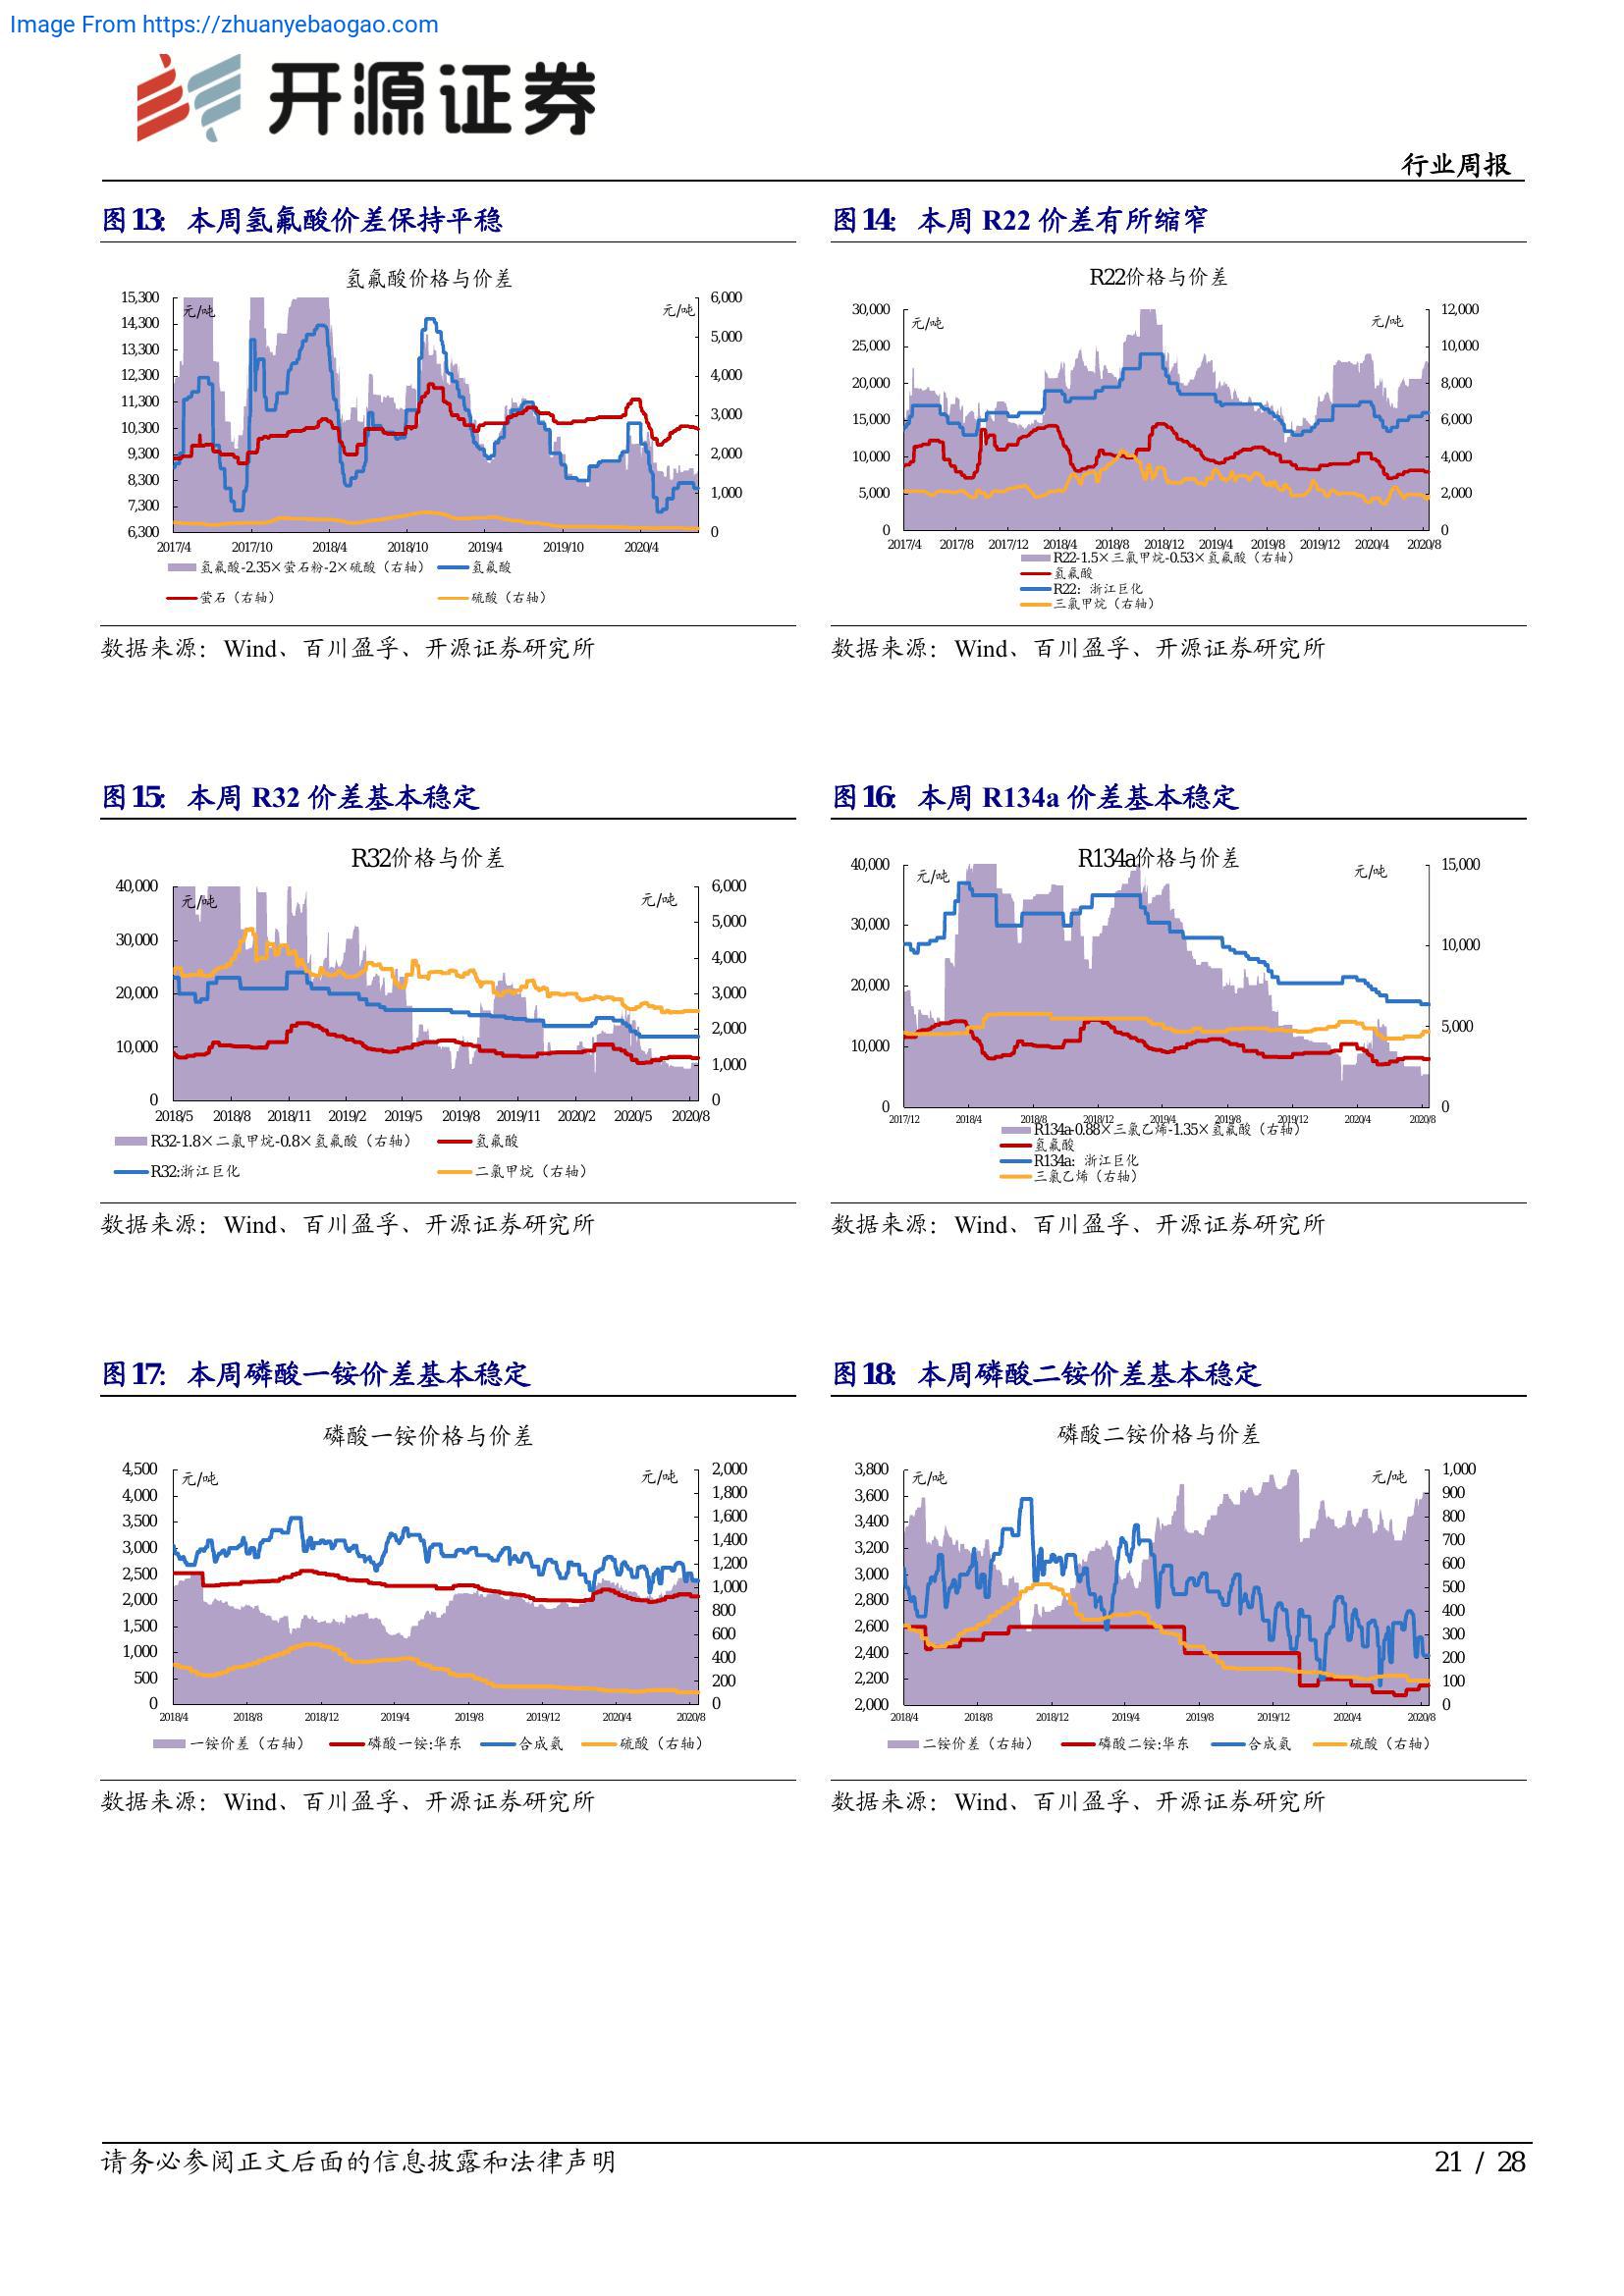 Image From https://zhuanyebaogao.com
开源证券
行业周报
图13: 本周氢氟酸价差保持平稳
氢氟酸价格与价差
元/吨
元/吨
15,300
14,300
13,300
12,300
11,300
10,300
9,300
8,300
7,300
6,300
6,000
5,000
4,000
3,000
2,000
1,000
0
2017/4 2017/10 2018/4 2018/10 2019/4 2019/10 2020/4
氢氟酸-2.35×萤石粉-2×硫酸（右轴） 氢氟酸
萤石（右轴） 硫酸（右轴）
数据来源：Wind、百川盈孚、开源证券研究所
图14: 本周 R22 价差有所缩窄
R22价格与价差
元/吨
元/吨
30,000
25,000
20,000
15,000
10,000
5,000
0
12,000
10,000
8,000
6,000
4,000
2,000
0
2017/4 2017/8 2017/12 2018/4 2018/8 2018/12 2019/4 2019/8 2019/12 2020/4 2020/8
R22-1.5×三氯甲烷-0.53×氢氟酸（右轴）
氢氟酸
R22：浙江巨化
三氯甲烷（右轴）
数据来源：Wind、百川盈孚、开源证券研究所
图15: 本周 R32 价差基本稳定
R32价格与价差
元/吨
元/吨
40,000
30,000
20,000
10,000
0
6,000
5,000
4,000
3,000
2,000
1,000
0
2018/5 2018/8 2018/11 2019/2 2019/5 2019/8 2019/11 2020/2 2020/5 2020/8
R32-1.8×二氯甲烷-0.8×氢氟酸（右轴） 氢氟酸
R32:浙江巨化 二氯甲烷（右轴）
数据来源：Wind、百川盈孚、开源证券研究所
图16: 本周 R134a 价差基本稳定
R134a价格与价差
元/吨
元/吨
40,000
30,000
20,000
10,000
0
15,000
10,000
5,000
0
2017/12 2018/4 2018/8 2018/12 2019/4 2019/8 2019/12 2020/4 2020/8
R134a-0.88×三氯乙烯-1.35×氢氟酸（右轴）
氢氟酸
R134a：浙江巨化
三氯乙烯（右轴）
数据来源：Wind、百川盈孚、开源证券研究所
图17: 本周磷酸一铵价差基本稳定
磷酸一铵价格与价差
元/吨
元/吨
4,500
4,000
3,500
3,000
2,500
2,000
1,500
1,000
500
0
2,000
1,800
1,600
1,400
1,200
1,000
800
600
400
200
0
2018/4 2018/8 2018/12 2019/4 2019/8 2019/12 2020/4 2020/8
一铵价差（右轴） 磷酸一铵:华东 合成氨 硫酸（右轴）
数据来源：Wind、百川盈孚、开源证券研究所
图18: 本周磷酸二铵价差基本稳定
磷酸二铵价格与价差
元/吨
元/吨
3,800
3,600
3,400
3,200
3,000
2,800
2,600
2,400
2,200
2,000
1,000
900
800
700
600
500
400
300
200
100
0
2018/4 2018/8 2018/12 2019/4 2019/8 2019/12 2020/4 2020/8
二铵价差（右轴） 磷酸二铵:华东 合成氨 硫酸（右轴）
数据来源：Wind、百川盈孚、开源证券研究所
请务必参阅正文后面的信息披露和法律声明
21 / 28